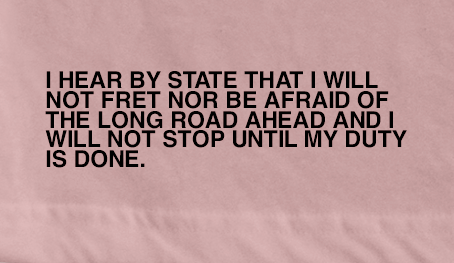 I HEAR BY STATE THAT I WILL
NOT FRET NOR BE AFRAID OF
THE LONG ROAD AHEAD AND I
WILL NOT STOP UNTIL MY DUTY
IS DONE.